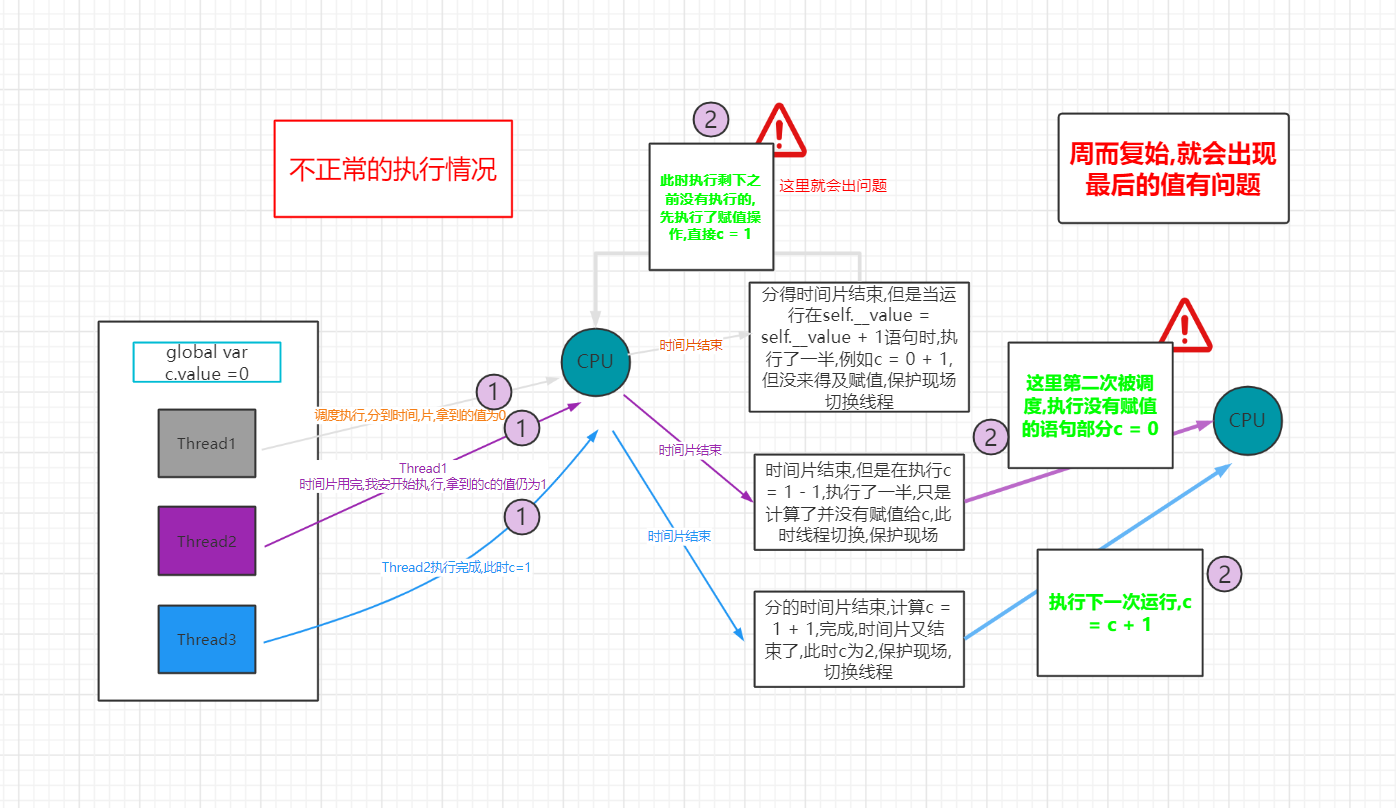 不正常的执行情况
2
此时执行剩下之
前没有执行的,
先执行了赋值操
作,直接c = 1
这里就会出问题
周而复始,就会出现
最后的值有问题
global var
c.value =0
Thread1
Thread2
Thread3
调度执行,分到时间,片,拿到的值为0
1
Thread1
时间片用完,我安开始执,行,拿到的c的值仍为1
1
Thread2执行完成,此时c=1
1
CPU
时间片结束
时间片结束
时间片结束
分得时间片结束,但是当运
行在self.__value =
self.__value + 1语句时,执
行了一半,例如c = 0 + 1,
但没来得及赋值,保护现场
切换线程
时间片结束,但是在执行c
= 1 - 1,执行了一半,只是
计算了并没有赋值给c,此
时线程切换,保护现场
分的时间片结束,计算c =
1 + 1,完成,时间片又结
束了,此时c为2,保护现场,
切换线程
2
这里第二次被调
度,执行没有赋值
的语句部分c = 0
CPU
执行下一次运行,c
= c + 1
2